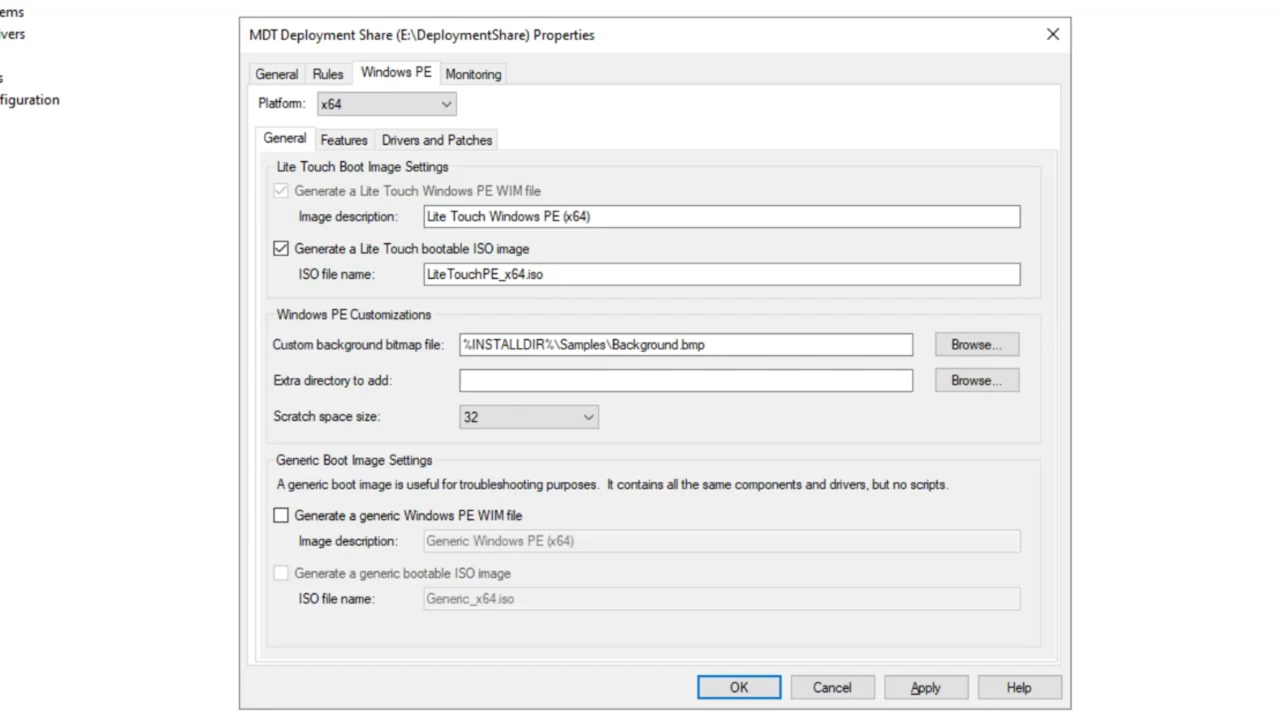 ems
MDT Deployment Share (E:\DeploymentShare) Properties
vers
s
figuration
General Rules Windows PE Monitoring
Platform: x64
General Features Drivers and Patches
Lite Touch Boot Image Settings
Generate a Lite Touch Windows PE WIM file
Image description: Lite Touch Windows PE (x64)
Generate a Lite Touch bootable ISO image
ISO file name: LiteTouchPE_x64.iso
Windows PE Customizations
Custom background bitmap file: %INSTALLDIR%\Samples\Background.bmp Browse...
Extra directory to add: Browse...
Scratch space size: 32
Generic Boot Image Settings
A generic boot image is useful for troubleshooting purposes. It contains all the same components and drivers, but no scripts.
Generate a generic Windows PE WIM file
Image description: Generic Windows PE (x64)
Generate a generic bootable ISO image
ISO file name: Generic_x64.iso
OK Cancel Apply Help